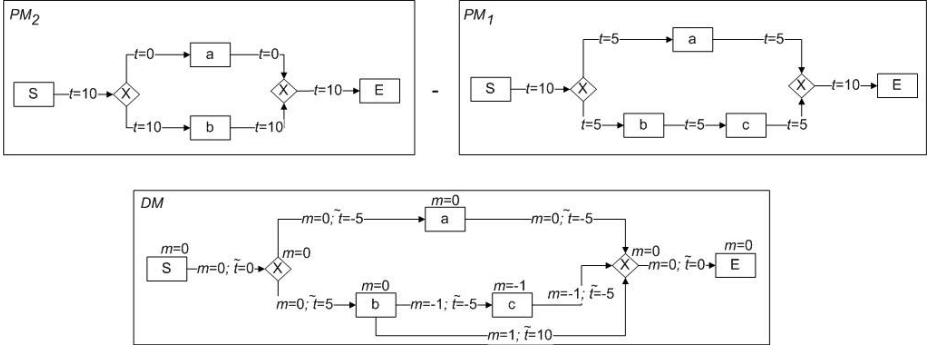 PM2
PM1
t=0
a
t=0
S
t=10
X
X
t=10
E
t=10
b
t=10
-
t=5
a
t=5
S
t=10
X
X
t=10
E
t=5
b
t=5
c
t=5
DM
m=0
m=0; t̃=-5
a
m=0; t̃=-5
m=0
S
m=0; t̃=0
X
m=0
X
m=0
m=0; t̃=0
m=0
E
m=0
m=-1
m=0; t̃=5
b
m=-1; t̃=-5
c
m=-1; t̃=-5
m=1; t̃=10